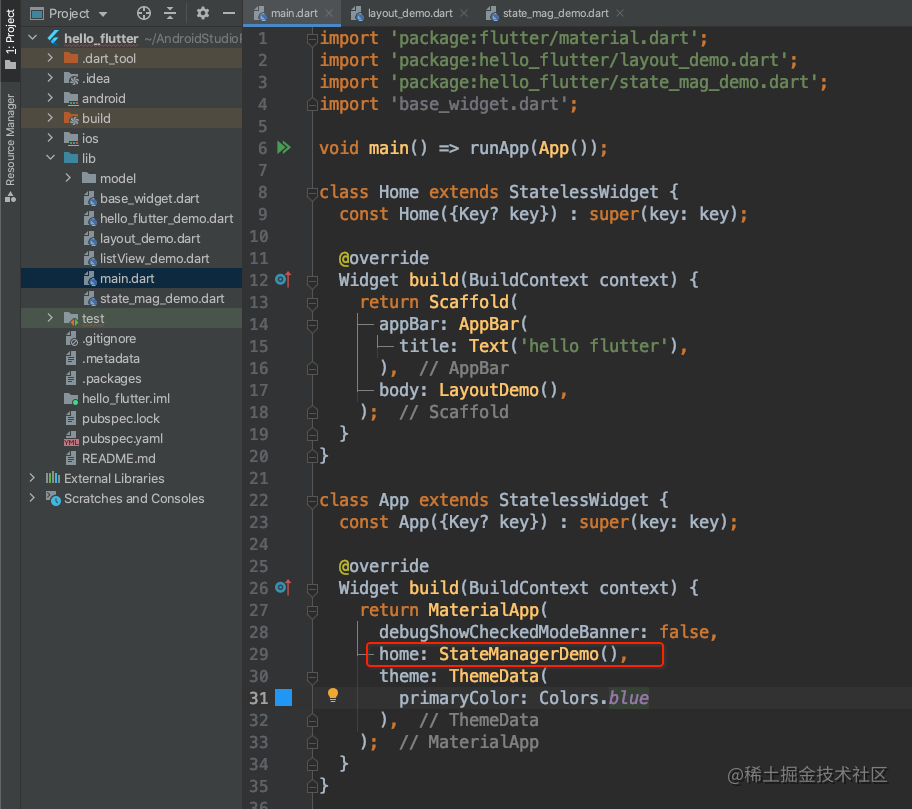 Project
main.dart
layout_demo.dart
state_mag_demo.dart
1: Project
Resource Manager
hello_flutter ~/AndroidStudioP
.dart_tool
.idea
android
build
ios
lib
model
base_widget.dart
hello_flutter_demo.dart
layout_demo.dart
listView_demo.dart
main.dart
state_mag_demo.dart
test
.gitignore
.metadata
.packages
hello_flutter.iml
pubspec.lock
pubspec.yaml
README.md
External Libraries
Scratches and Consoles
1 import 'package:flutter/material.dart';
2 import 'package:hello_flutter/layout_demo.dart';
3 import 'package:hello_flutter/state_mag_demo.dart';
4 import 'base_widget.dart';
5
6 void main() => runApp(App());
7
8 class Home extends StatelessWidget {
9 const Home({Key? key}) : super(key: key);
10
11 @override
12 Widget build(BuildContext context) {
13 return Scaffold(
14 appBar: AppBar(
15 title: Text('hello flutter'),
16 ), // AppBar
17 body: LayoutDemo(),
18 ); // Scaffold
19 }
20 }
21
22 class App extends StatelessWidget {
23 const App({Key? key}) : super(key: key);
24
25 @override
26 Widget build(BuildContext context) {
27 return MaterialApp(
28 debugShowCheckedModeBanner: false,
29 home: StateManagerDemo(),
30 theme: ThemeData(
31 primaryColor: Colors.blue
32 ), // ThemeData
33 ); // MaterialApp
34 }
35 }
36
@稀土掘金技术社区